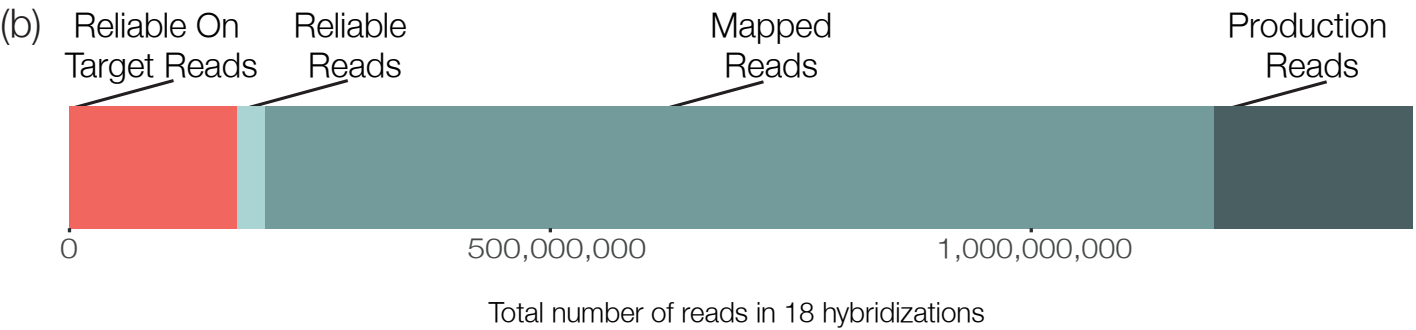 (b)
Reliable On
Target Reads
Reliable
Reads
Mapped
Reads
Production
Reads
0
500,000,000
1,000,000,000
Total number of reads in 18 hybridizations